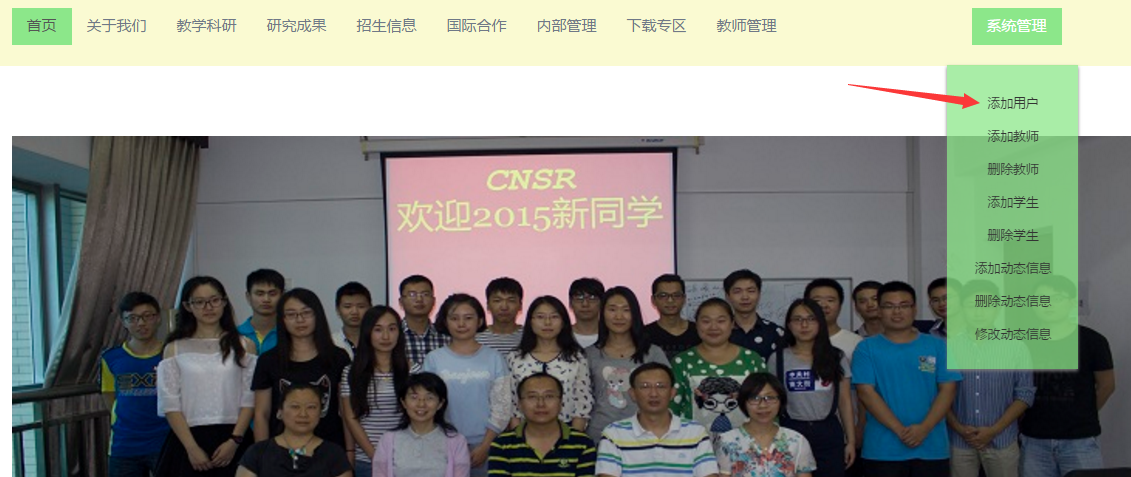 首页 关于我们 教学科研 研究成果 招生信息 国际合作 内部管理 下载专区 教师管理 系统管理
添加用户
添加教师
删除教师
添加学生
删除学生
添加动态信息
删除动态信息
修改动态信息
CNSR
欢迎2015新同学